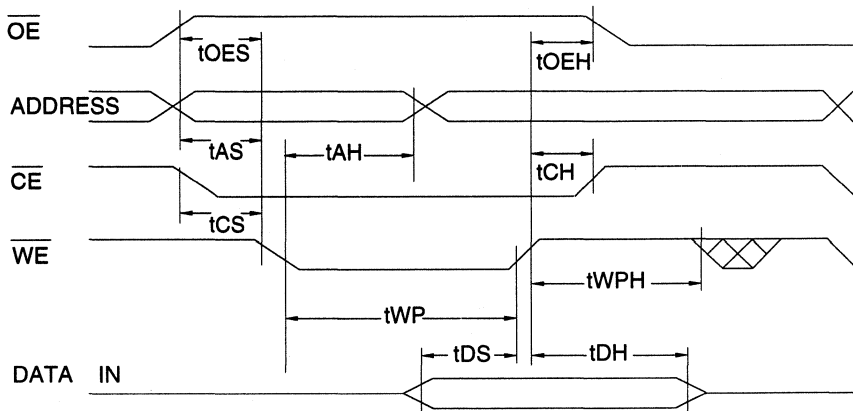 OE
tOES
tOEH
ADDRESS
tAS
tAH
tCH
CE
tCS
WE
tWPH
tWP
tDS
tDH
DATA IN